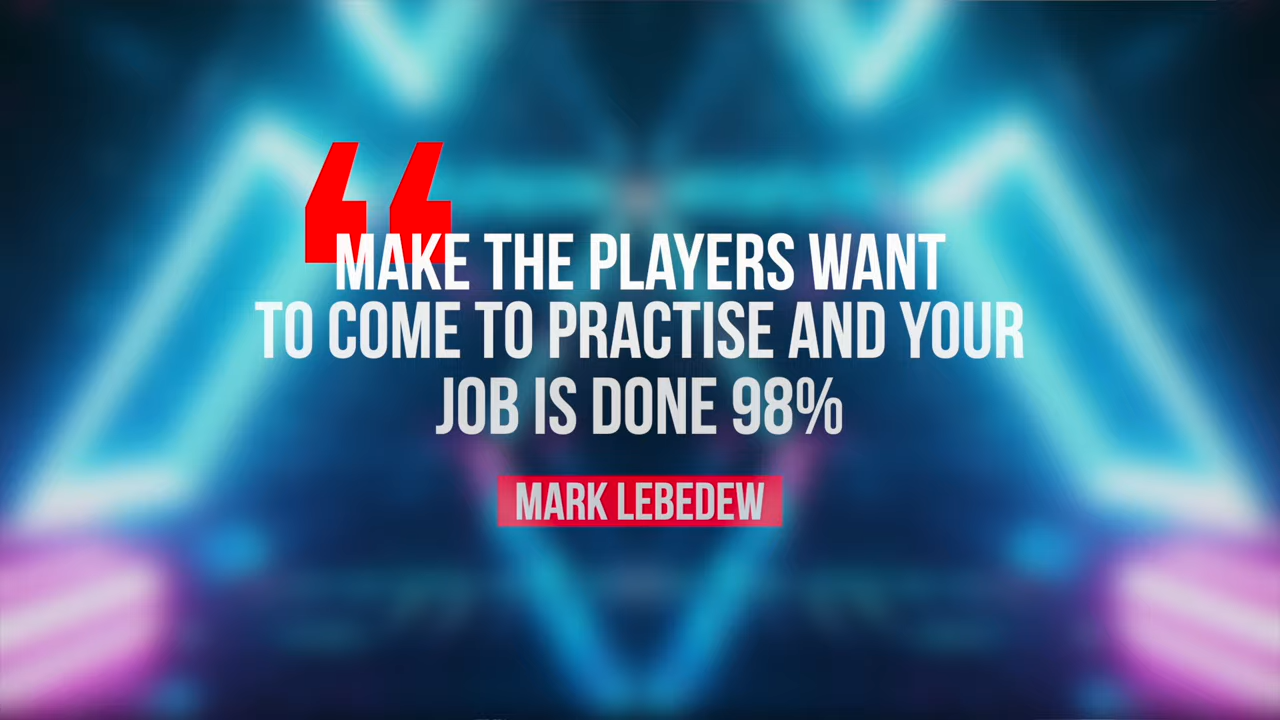 “
MAKE THE PLAYERS WANT
TO COME TO PRACTISE AND YOUR
JOB IS DONE 98%
MARK LEBEDEW